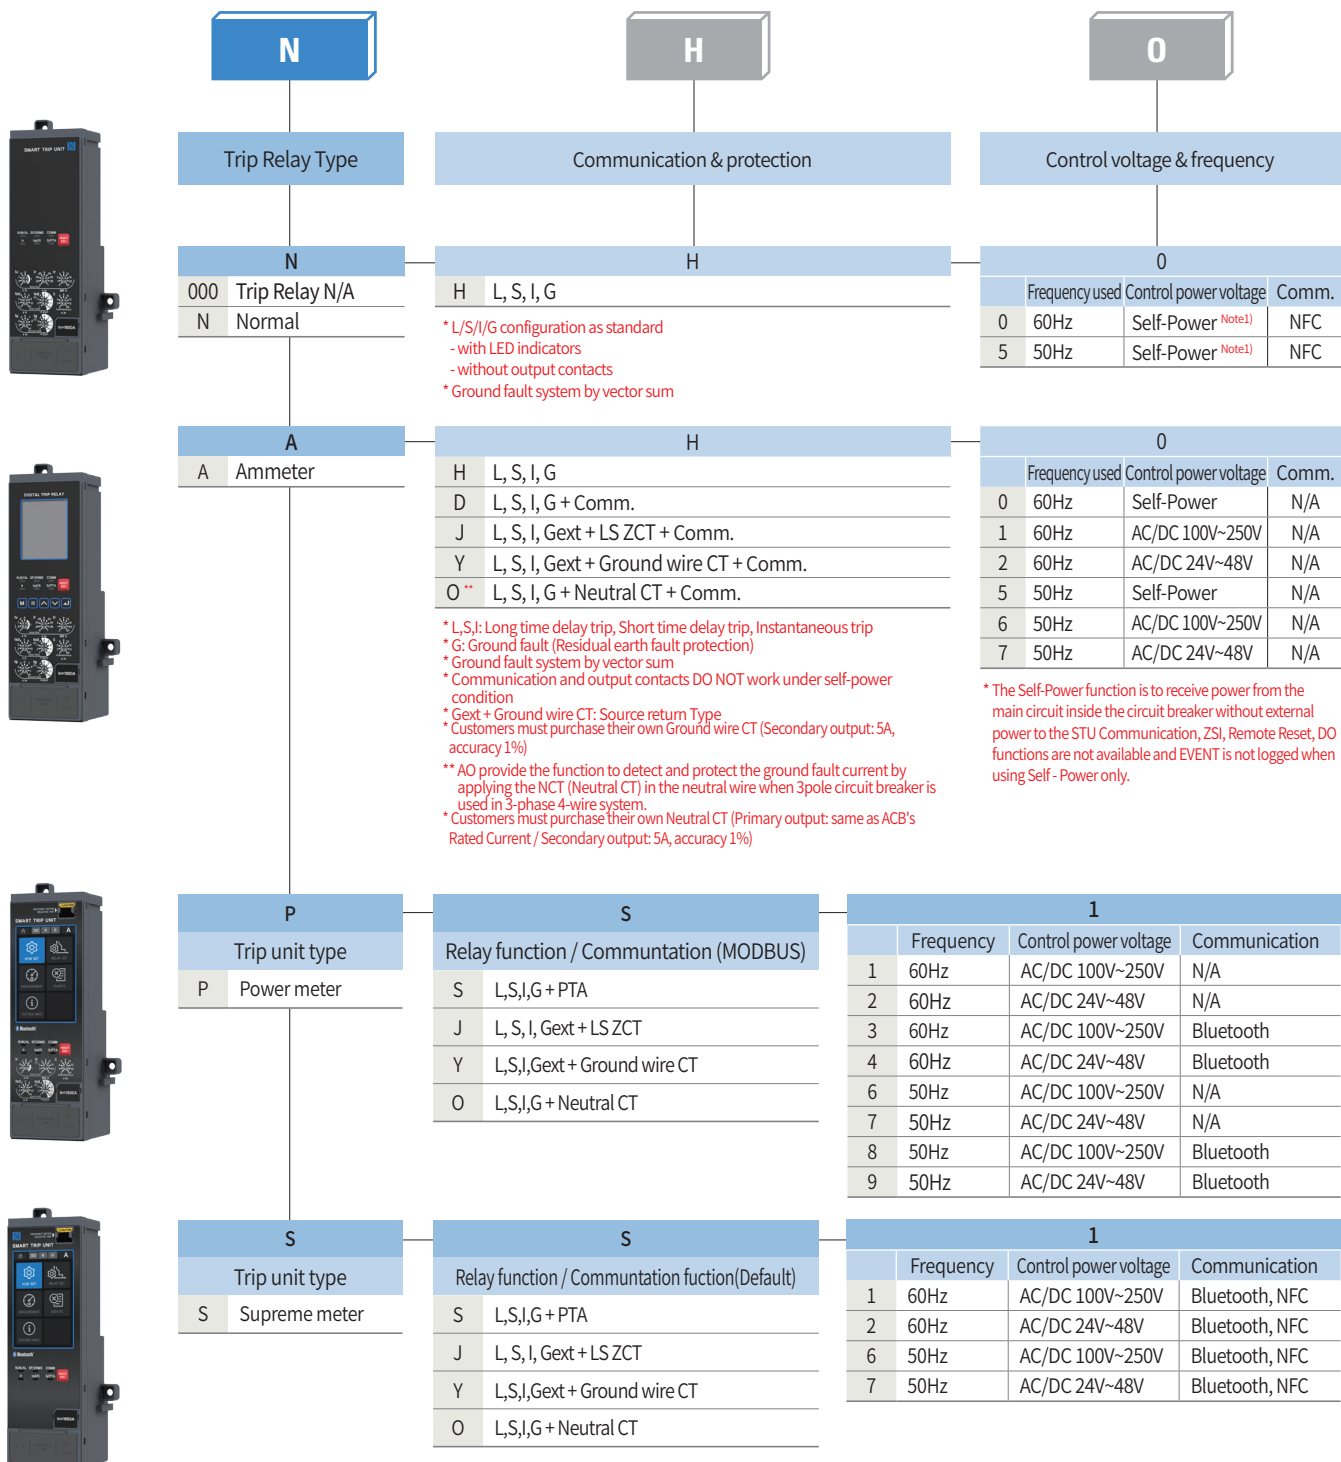 N
H
0
Trip Relay Type
Communication & protection
Control voltage & frequency
SMART TRIP UNIT N
N
H
0
000 Trip Relay N/A
N Normal
H L, S, I, G
* L/S/I/G configuration as standard
- with LED indicators
- without output contacts
* Ground fault system by vector sum
Frequency used Control power voltage Comm.
0 60Hz Self-Power Note1) NFC
5 50Hz Self-Power Note1) NFC
A
H
0
A Ammeter
DIGITAL TRIP RELAY
H L, S, I, G
D L, S, I, G + Comm.
J L, S, I, Gext + LS ZCT + Comm.
Y L, S, I, Gext + Ground wire CT + Comm.
O ** L, S, I, G + Neutral CT + Comm.
* L,S,I: Long time delay trip, Short time delay trip, Instantaneous trip
* G: Ground fault (Residual earth fault protection)
* Ground fault system by vector sum
* Communication and output contacts DO NOT work under self-power
condition
* Gext + Ground wire CT: Source return Type
* Customers must purchase their own Ground wire CT (Secondary output: 5A,
accuracy 1%)
** AO provide the function to detect and protect the ground fault current by
applying the NCT (Neutral CT) in the neutral wire when 3pole circuit breaker is
used in 3-phase 4-wire system.
* Customers must purchase their own Neutral CT (Primary output: same as ACB's
Rated Current / Secondary output: 5A, accuracy 1%)
Frequency used Control power voltage Comm.
0 60Hz Self-Power N/A
1 60Hz AC/DC 100V~250V N/A
2 60Hz AC/DC 24V~48V N/A
5 50Hz Self-Power N/A
6 50Hz AC/DC 100V~250V N/A
7 50Hz AC/DC 24V~48V N/A
* The Self-Power function is to receive power from the
main circuit inside the circuit breaker without external
power to the STU Communication, ZSI, Remote Reset, DO
functions are not available and EVENT is not logged when
using Self - Power only.
P
S
1
Trip unit type
Relay function / Communtation (MODBUS)
P Power meter
SMART TRIP UNIT
Bluetooth
S L,S,I,G + PTA
J L, S, I, Gext + LS ZCT
Y L,S,I,Gext + Ground wire CT
O L,S,I,G + Neutral CT
Frequency Control power voltage Communication
1 60Hz AC/DC 100V~250V N/A
2 60Hz AC/DC 24V~48V N/A
3 60Hz AC/DC 100V~250V Bluetooth
4 60Hz AC/DC 24V~48V Bluetooth
6 50Hz AC/DC 100V~250V N/A
7 50Hz AC/DC 24V~48V N/A
8 50Hz AC/DC 100V~250V Bluetooth
9 50Hz AC/DC 24V~48V Bluetooth
S
S
1
Trip unit type
Relay function / Communtation fuction(Default)
S Supreme meter
SMART TRIP UNIT
Bluetooth
S L,S,I,G + PTA
J L, S, I, Gext + LS ZCT
Y L,S,I,Gext + Ground wire CT
O L,S,I,G + Neutral CT
Frequency Control power voltage Communication
1 60Hz AC/DC 100V~250V Bluetooth, NFC
2 60Hz AC/DC 24V~48V Bluetooth, NFC
6 50Hz AC/DC 100V~250V Bluetooth, NFC
7 50Hz AC/DC 24V~48V Bluetooth, NFC